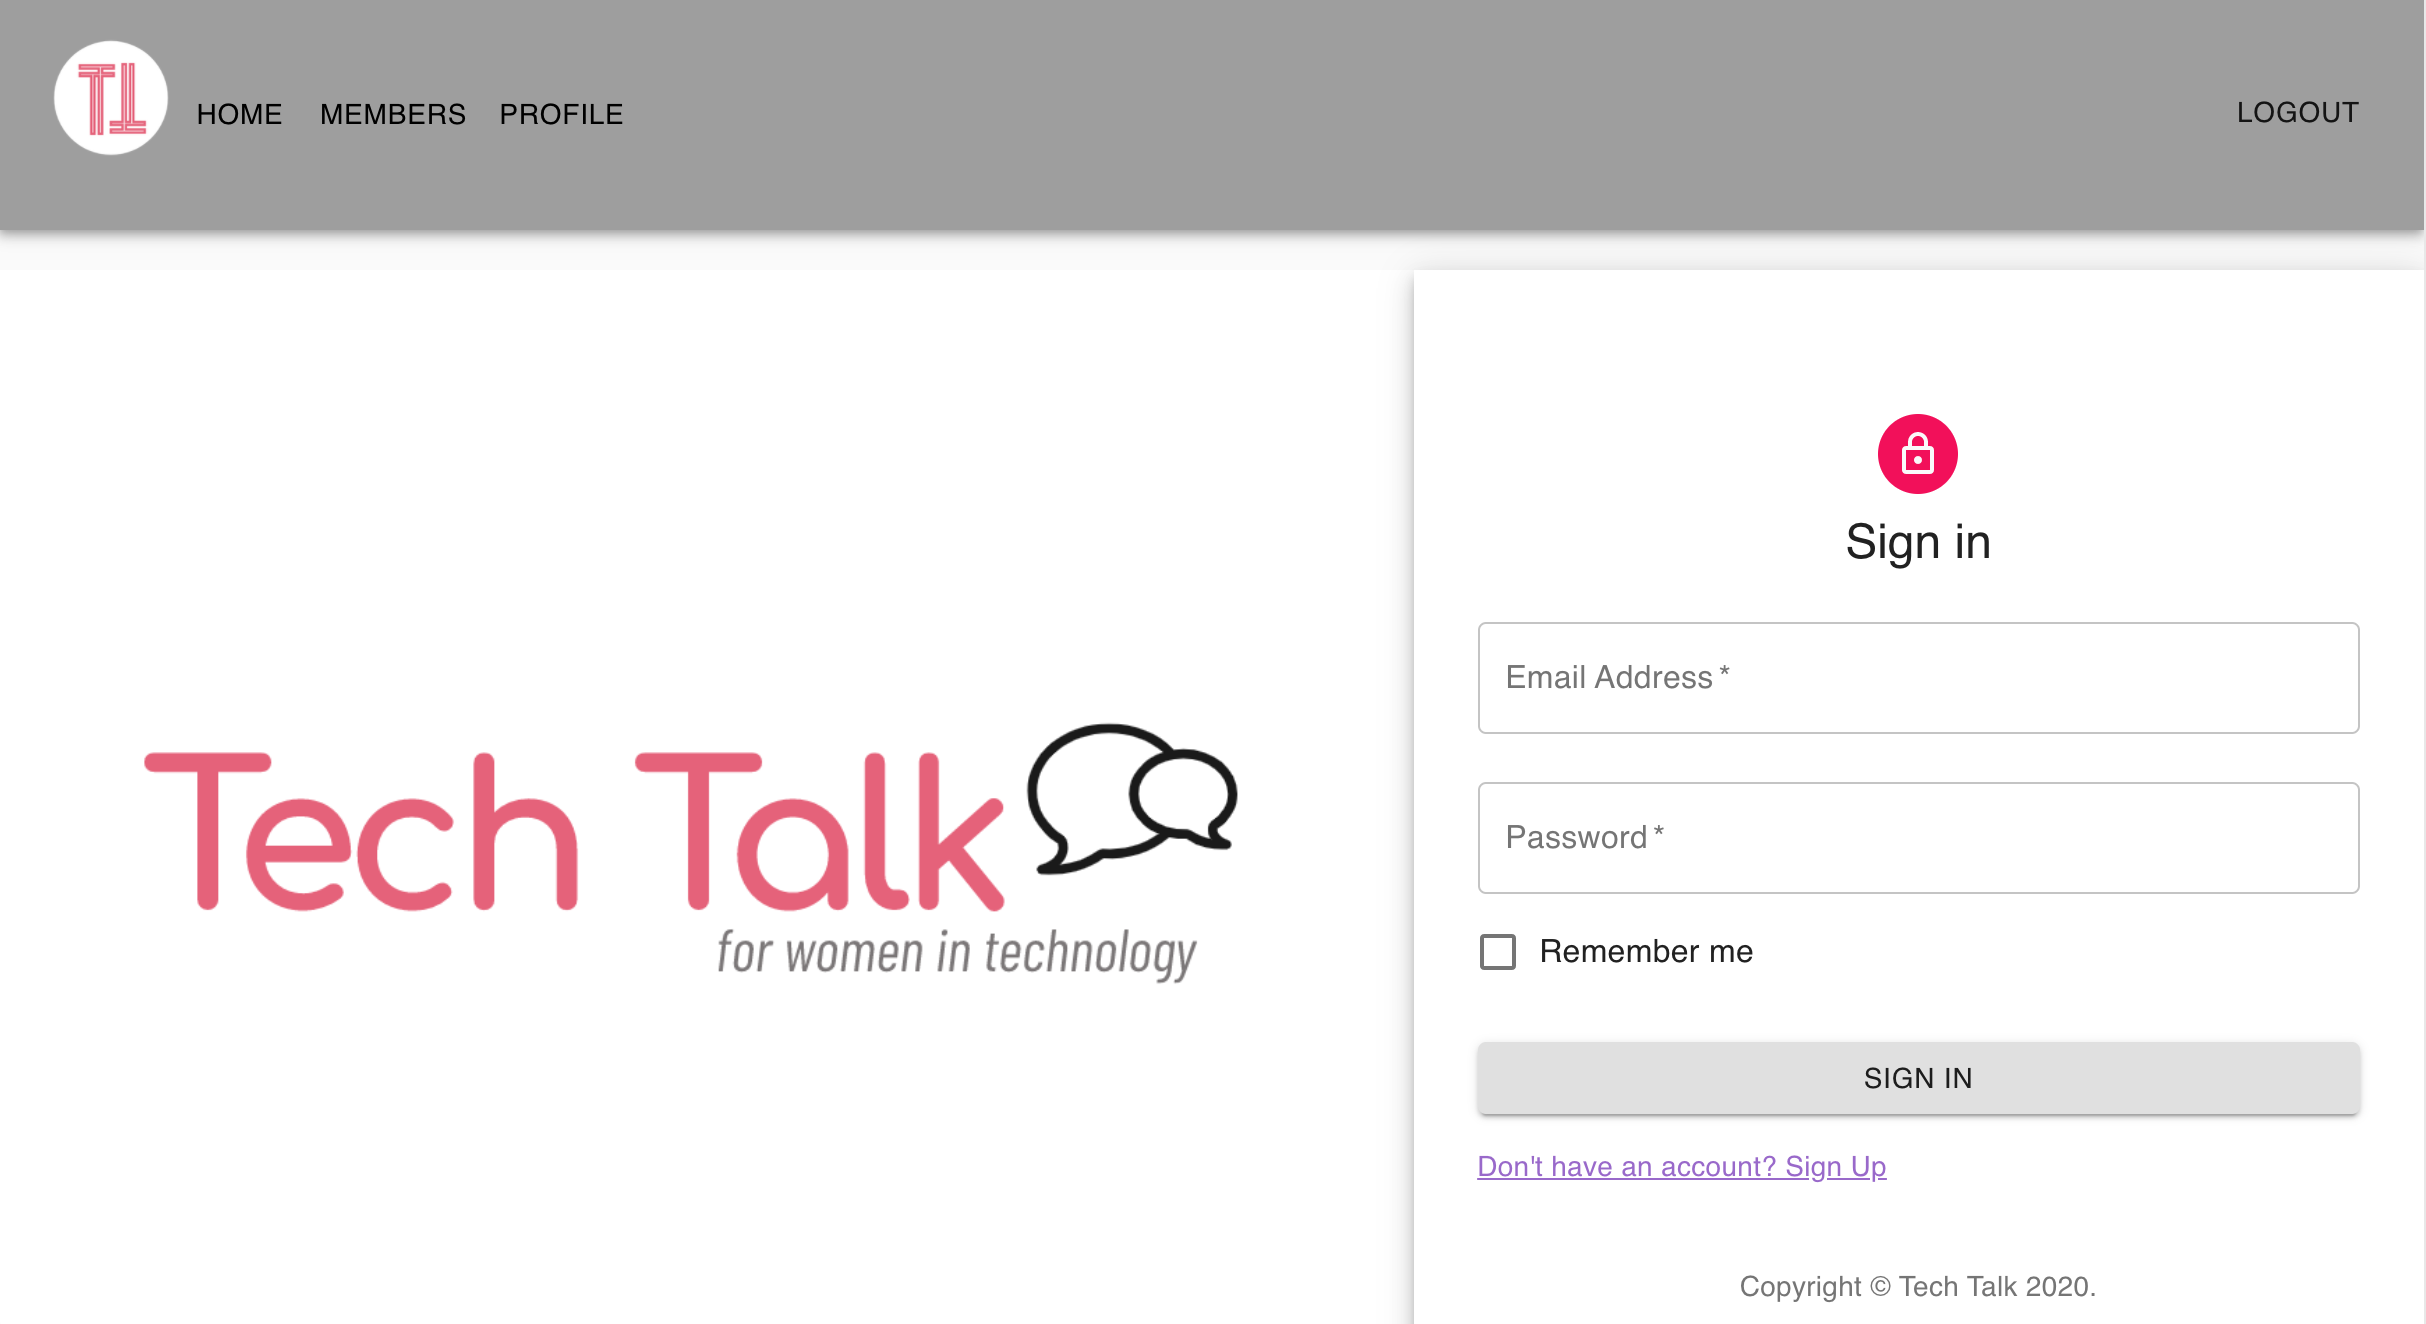 HOME MEMBERS PROFILE LOGOUT
Tech Talk
for women in technology
Sign in
Email Address *
Password *
Remember me
SIGN IN
Don't have an account? Sign Up
Copyright © Tech Talk 2020.